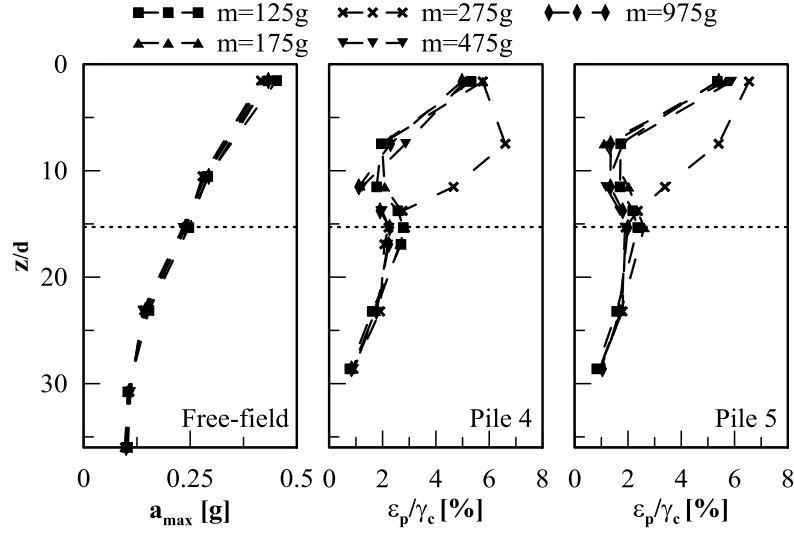 m=125g m=275g m=975g
m=175g m=475g
z/d
0
10
20
30
Free-field
Pile 4
Pile 5
0 0.25 0.5
0 2 4 6 8
0 2 4 6 8
a_max [g]
ε_p/γ_c [%]
ε_p/γ_c [%]